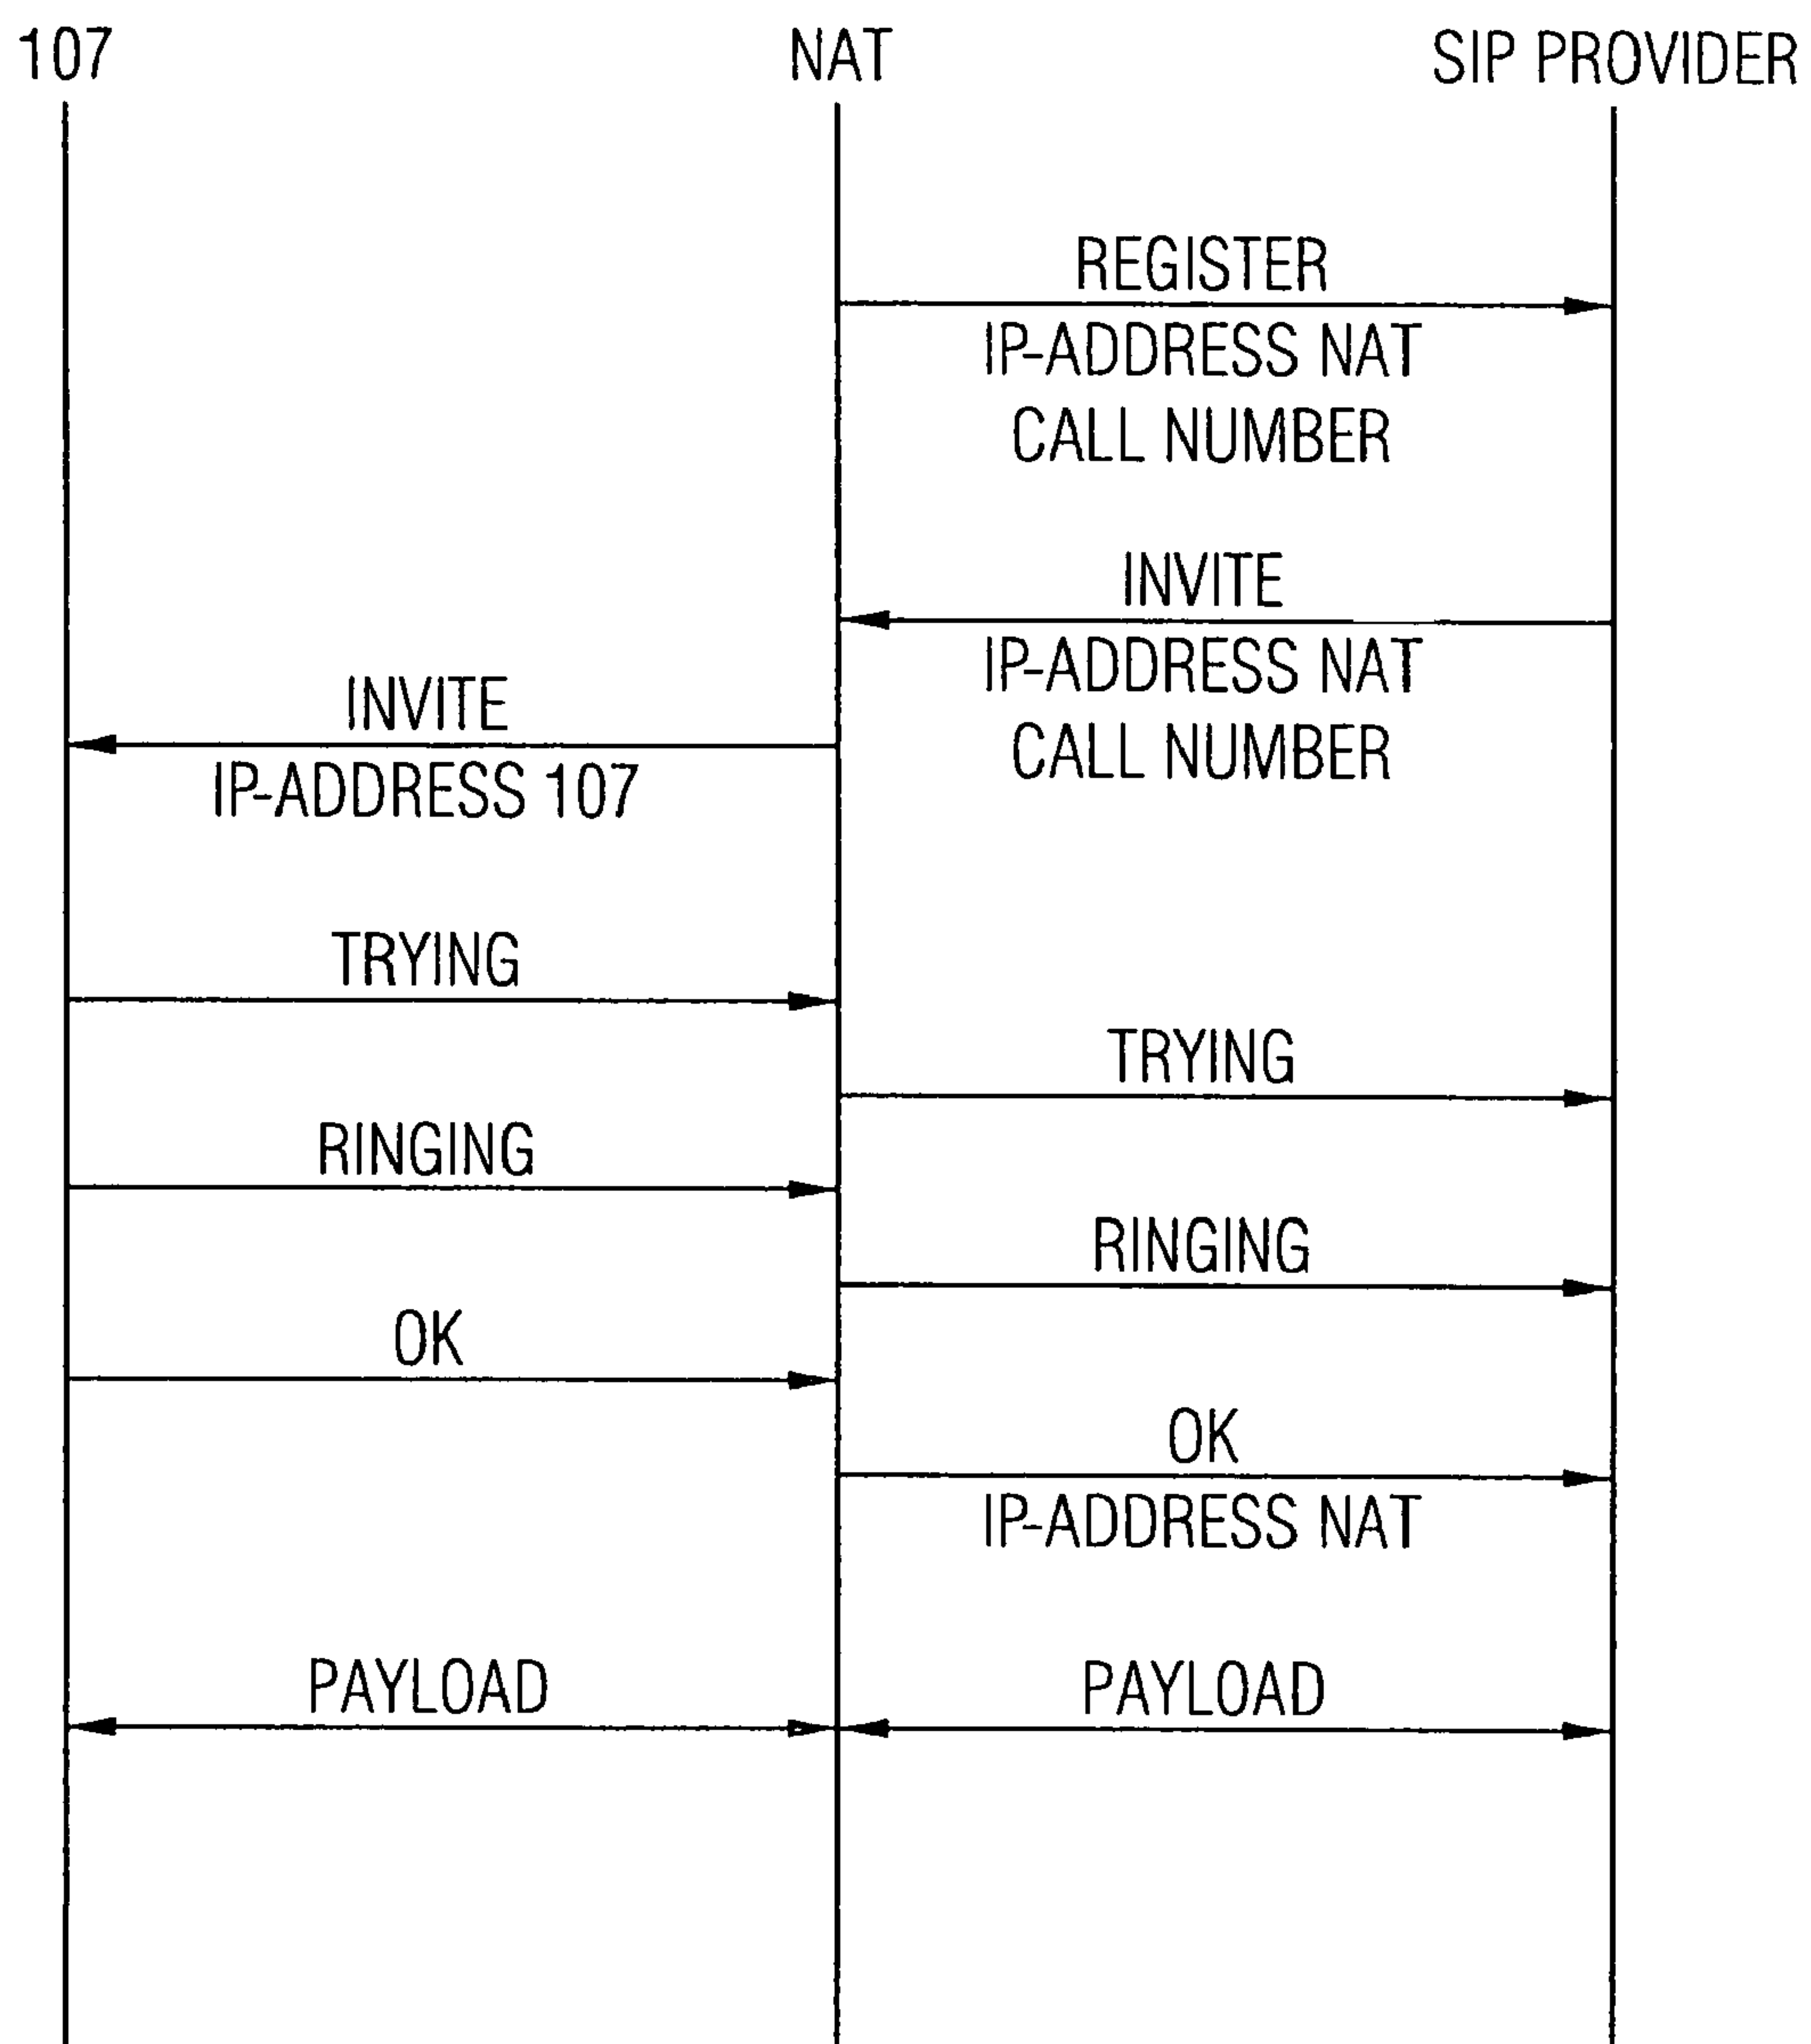 107
NAT
SIP PROVIDER
REGISTER
IP-ADDRESS NAT
CALL NUMBER
INVITE
IP-ADDRESS NAT
CALL NUMBER
INVITE
IP-ADDRESS 107
TRYING
TRYING
RINGING
RINGING
OK
OK
IP-ADDRESS NAT
PAYLOAD
PAYLOAD